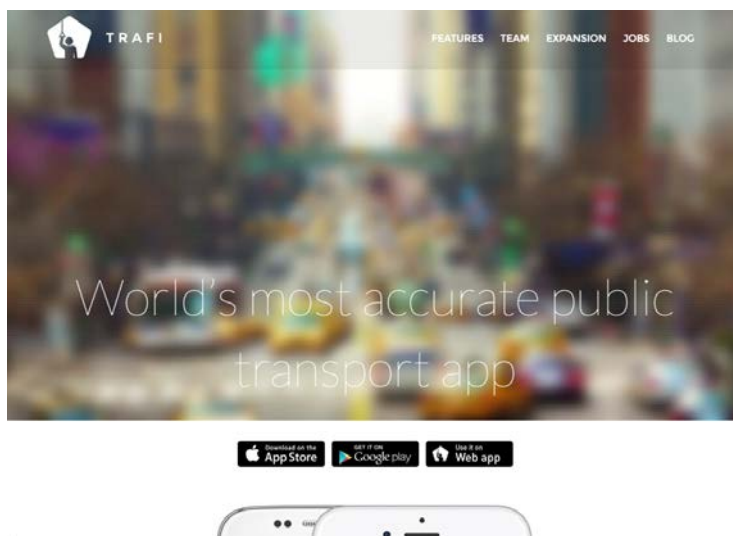 TRAFI
FEATURES TEAM EXPANSION JOBS BLOG
World's most accurate public
transport app
Download on the
App Store
GET IT ON
Google play
Use it on
Web app